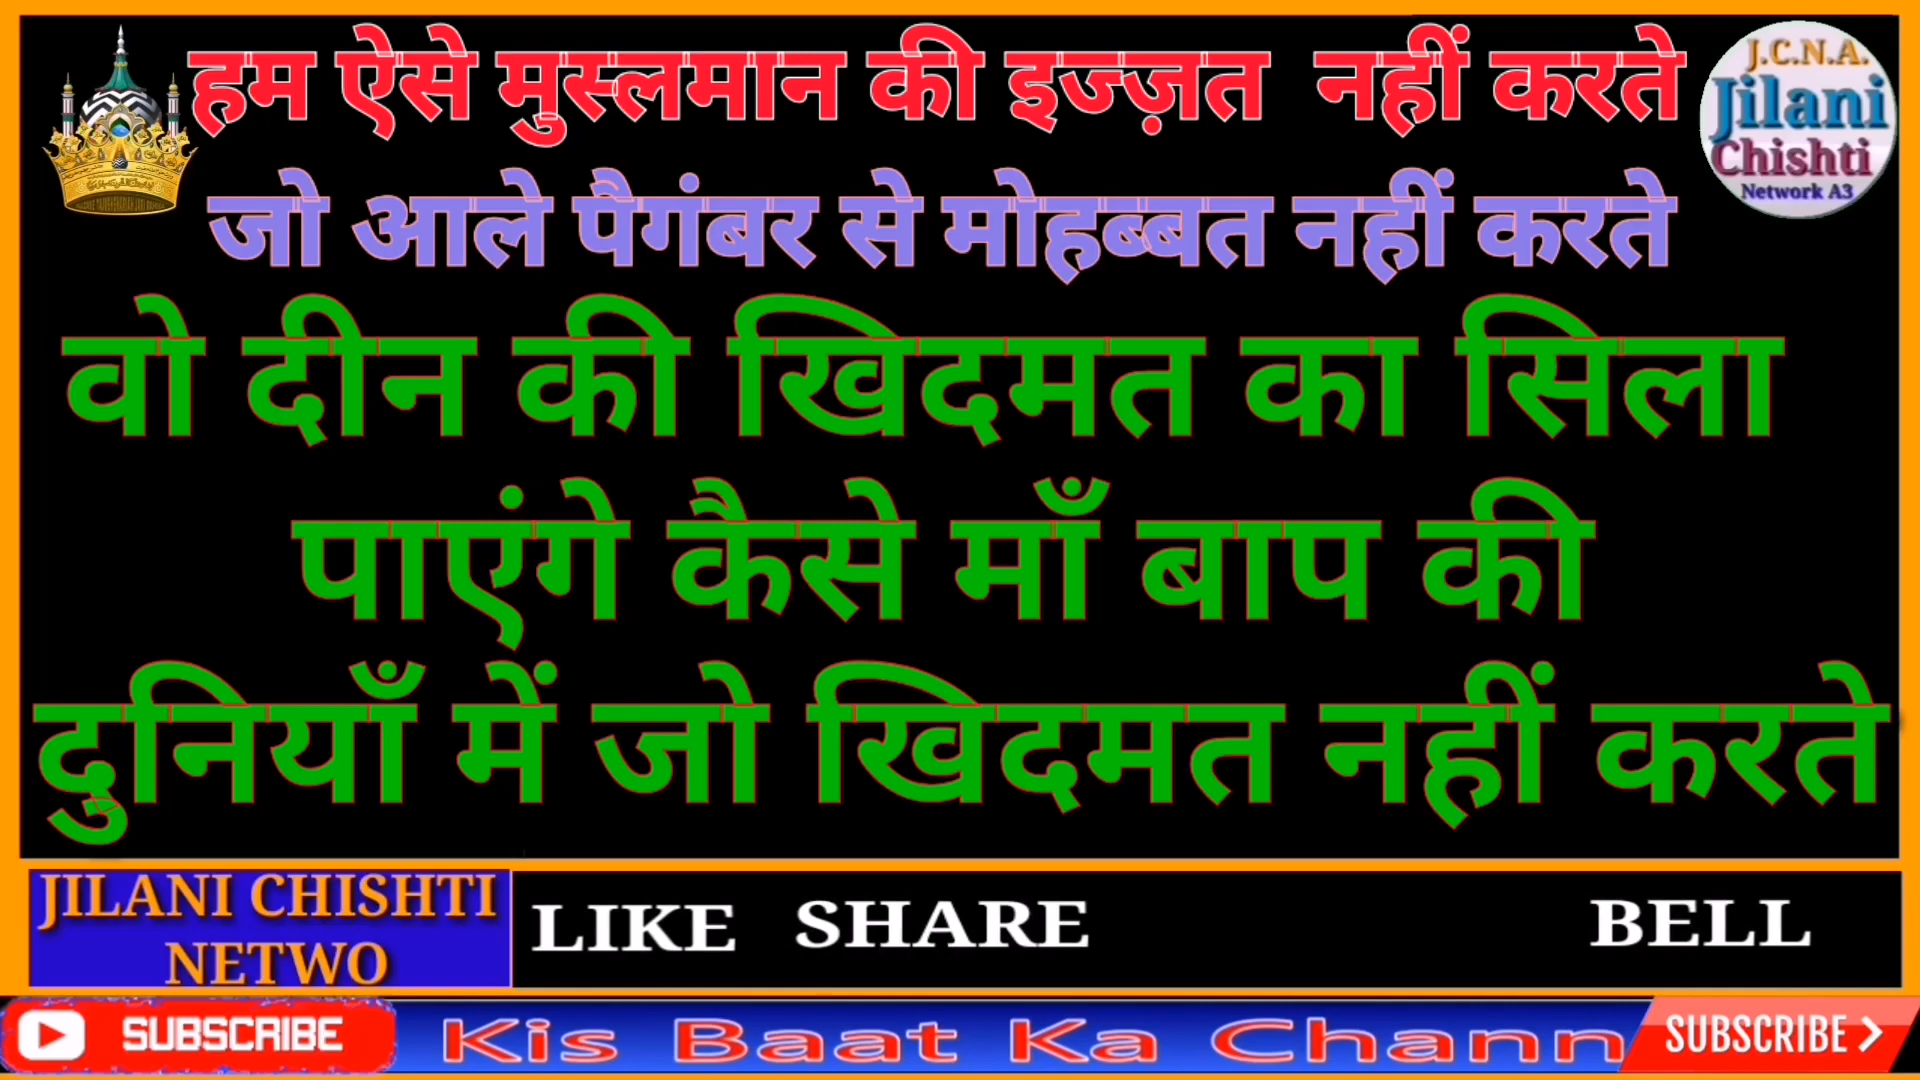 हम ऐसे मुस्लमान की इज्ज़त नहीं करते
J.C.N.A.
Jilani
Chishti
Network A3
जो आले पैगंबर से मोहब्बत नहीं करते
वो दीन की खिदमत का सिला
पाएंगे कैसे माँ बाप की
दुनियाँ में जो खिदमत नहीं करते
JILANI CHISHTI
NETWO
LIKE SHARE BELL
SUBSCRIBE Kis Baat Ka Chann SUBSCRIBE